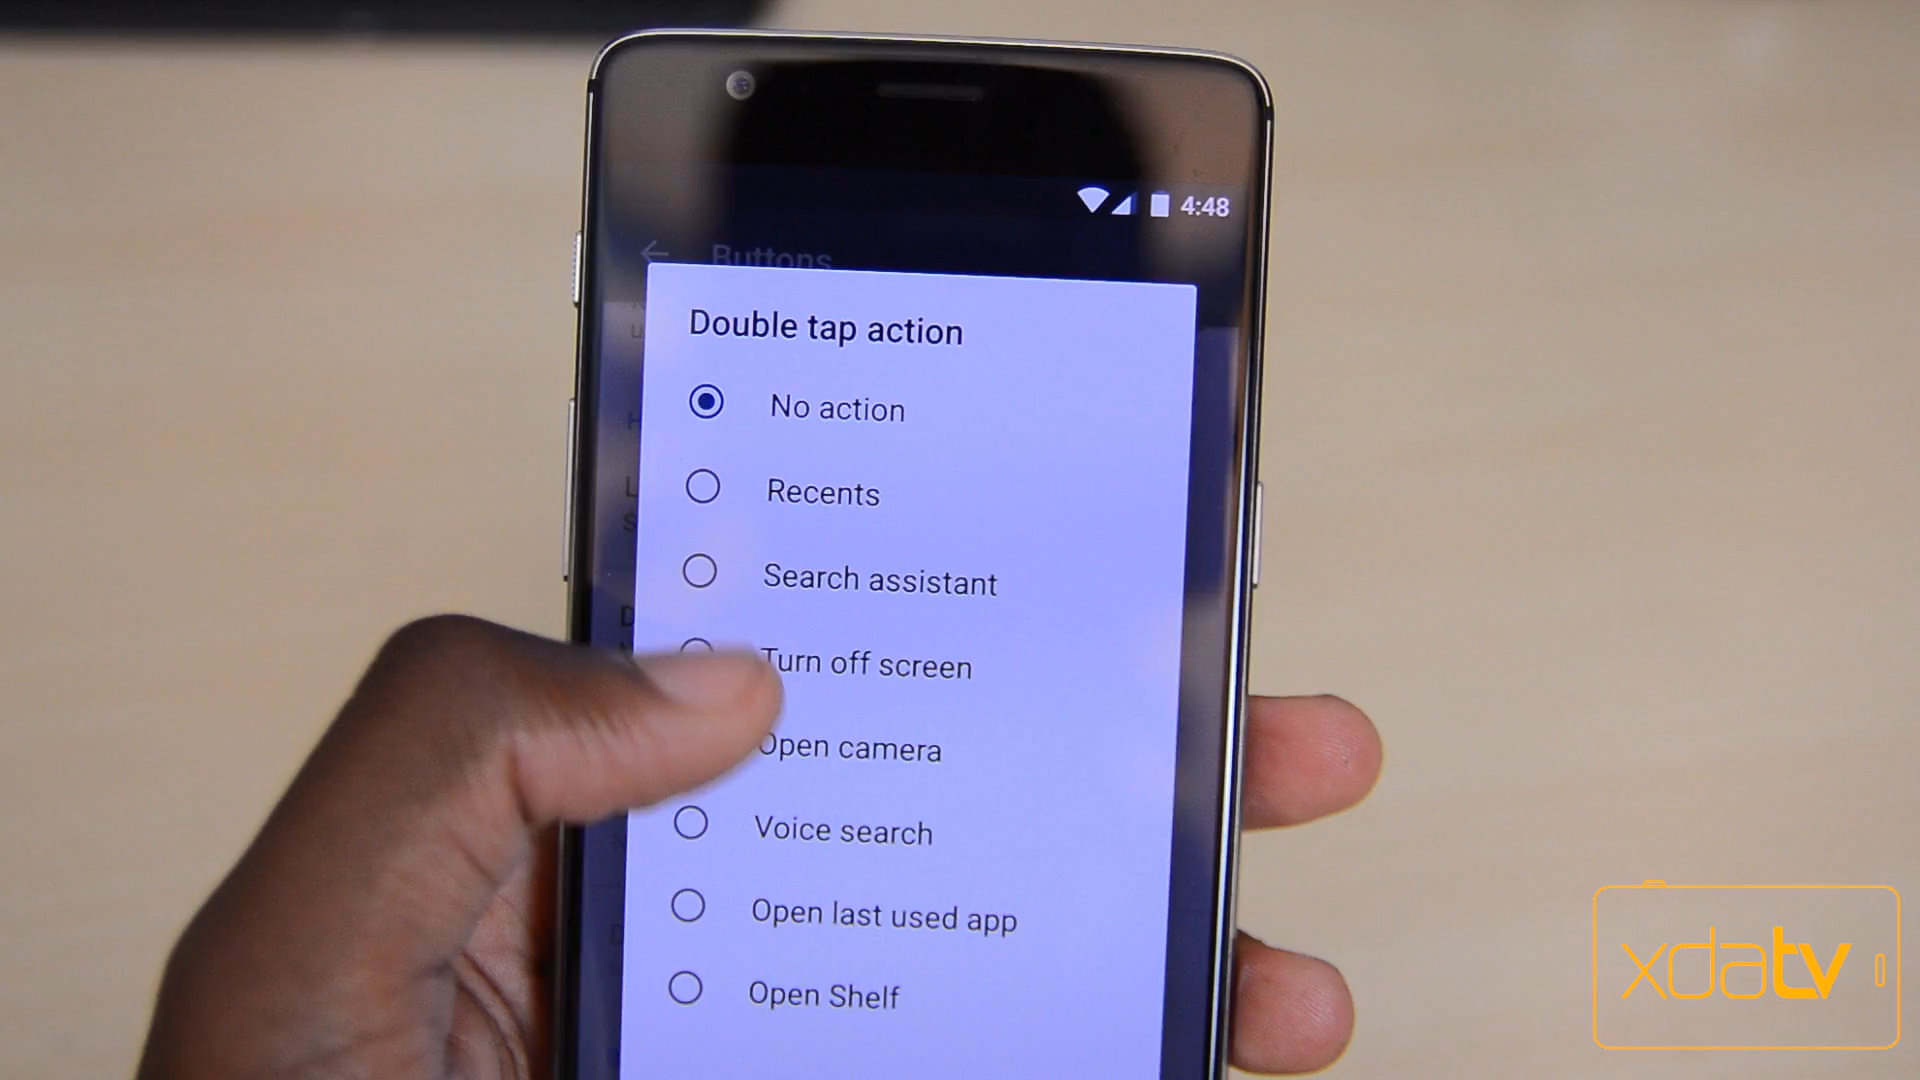 4:48
Buttons
Double tap action
No action
Recents
Search assistant
Turn off screen
Open camera
Voice search
Open last used app
Open Shelf
xdatv